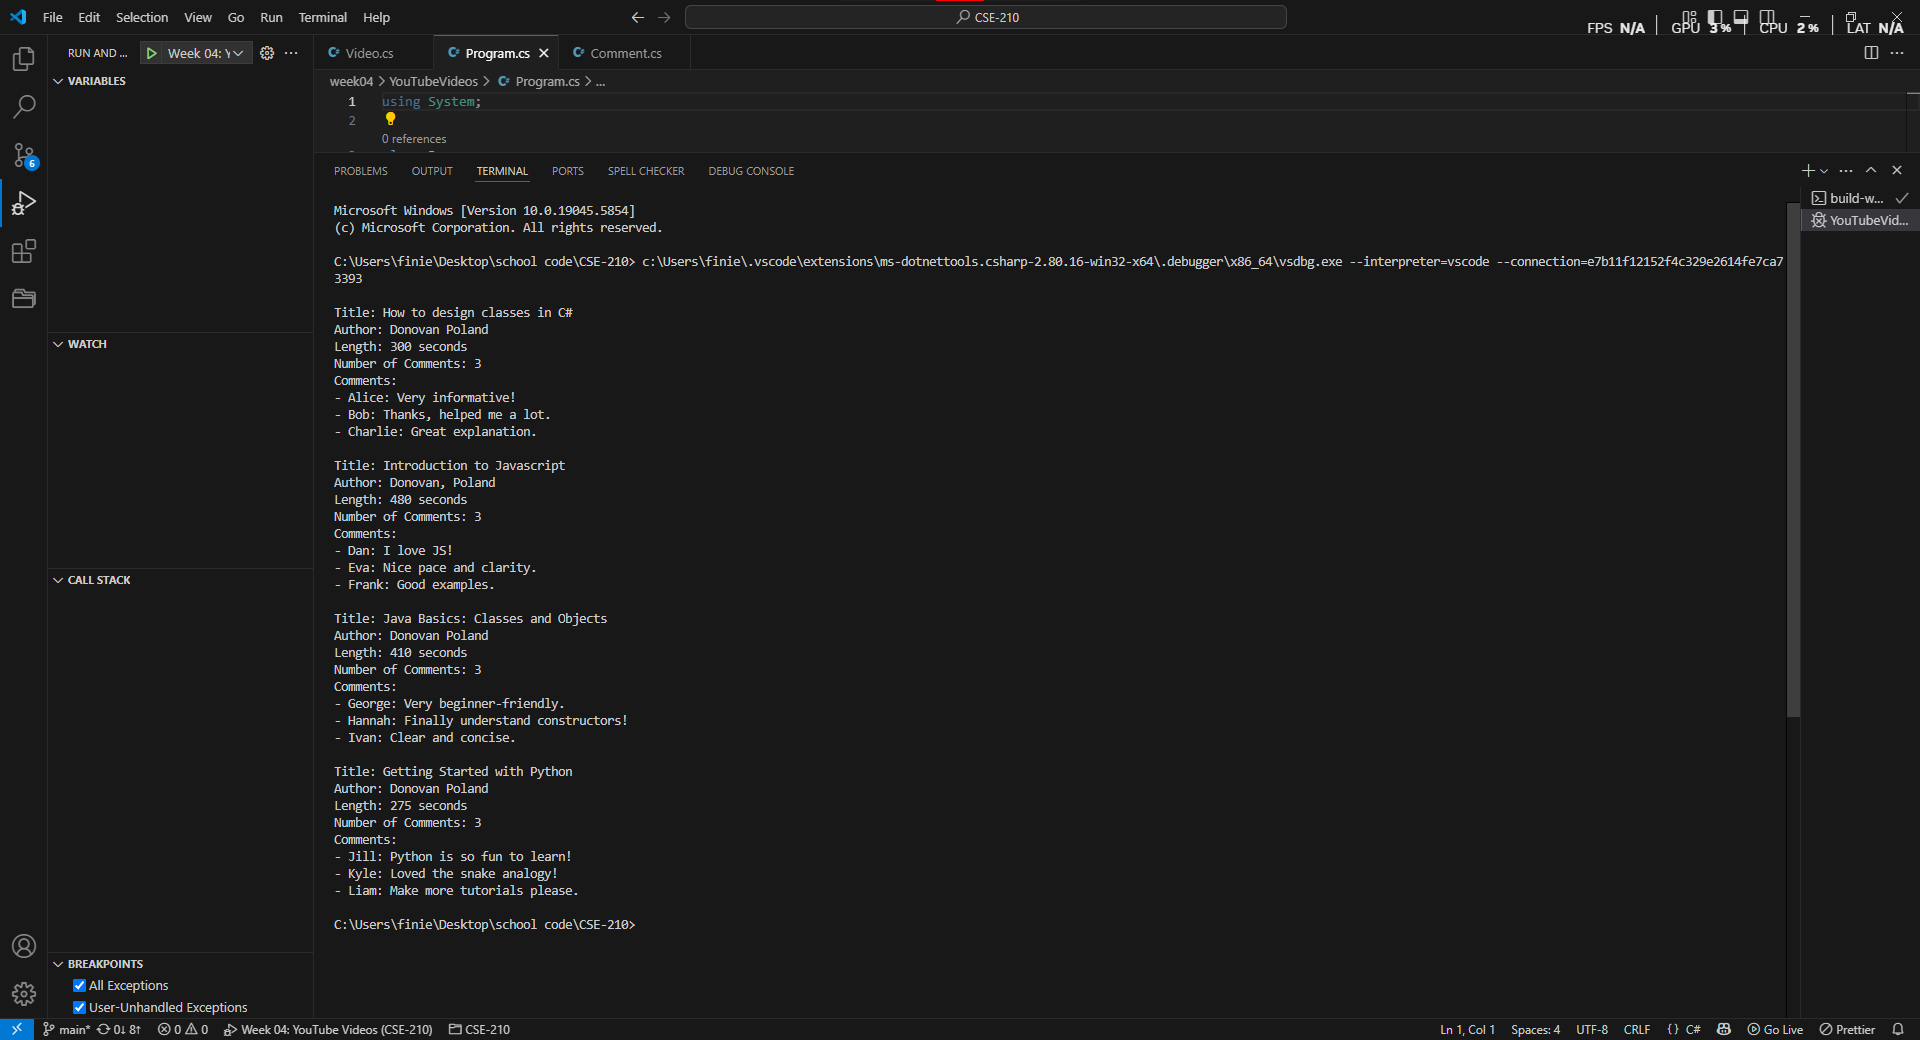 File Edit Selection View Go Run Terminal Help
CSE-210
FPS N/A GPU 3% CPU 2% LAT N/A
RUN AND ... Week 04: Y
Video.cs Program.cs Comment.cs
VARIABLES
week04 > YouTubeVideos > Program.cs > ...
1 using System;
2
0 references
PROBLEMS OUTPUT TERMINAL PORTS SPELL CHECKER DEBUG CONSOLE
build-w...
YouTubeVid...
6
Microsoft Windows [Version 10.0.19045.5854]
(c) Microsoft Corporation. All rights reserved.
C:\Users\finie\Desktop\school code\CSE-210> c:\Users\finie\.vscode\extensions\ms-dotnettools.csharp-2.80.16-win32-x64\.debugger\x86_64\vsdbg.exe --interpreter=vscode --connection=e7b11f12152f4c329e2614fe7ca7
3393
Title: How to design classes in C#
Author: Donovan Poland
Length: 300 seconds
Number of Comments: 3
Comments:
- Alice: Very informative!
- Bob: Thanks, helped me a lot.
- Charlie: Great explanation.
Title: Introduction to Javascript
Author: Donovan, Poland
Length: 480 seconds
Number of Comments: 3
Comments:
- Dan: I love JS!
- Eva: Nice pace and clarity.
- Frank: Good examples.
Title: Java Basics: Classes and Objects
Author: Donovan Poland
Length: 410 seconds
Number of Comments: 3
Comments:
- George: Very beginner-friendly.
- Hannah: Finally understand constructors!
- Ivan: Clear and concise.
Title: Getting Started with Python
Author: Donovan Poland
Length: 275 seconds
Number of Comments: 3
Comments:
- Jill: Python is so fun to learn!
- Kyle: Loved the snake analogy!
- Liam: Make more tutorials please.
C:\Users\finie\Desktop\school code\CSE-210>
WATCH
CALL STACK
BREAKPOINTS
All Exceptions
User-Unhandled Exceptions
main* 0↓ 8↑ 0 0 Week 04: YouTube Videos (CSE-210) CSE-210
Ln 1, Col 1 Spaces: 4 UTF-8 CRLF {} C# Go Live Prettier